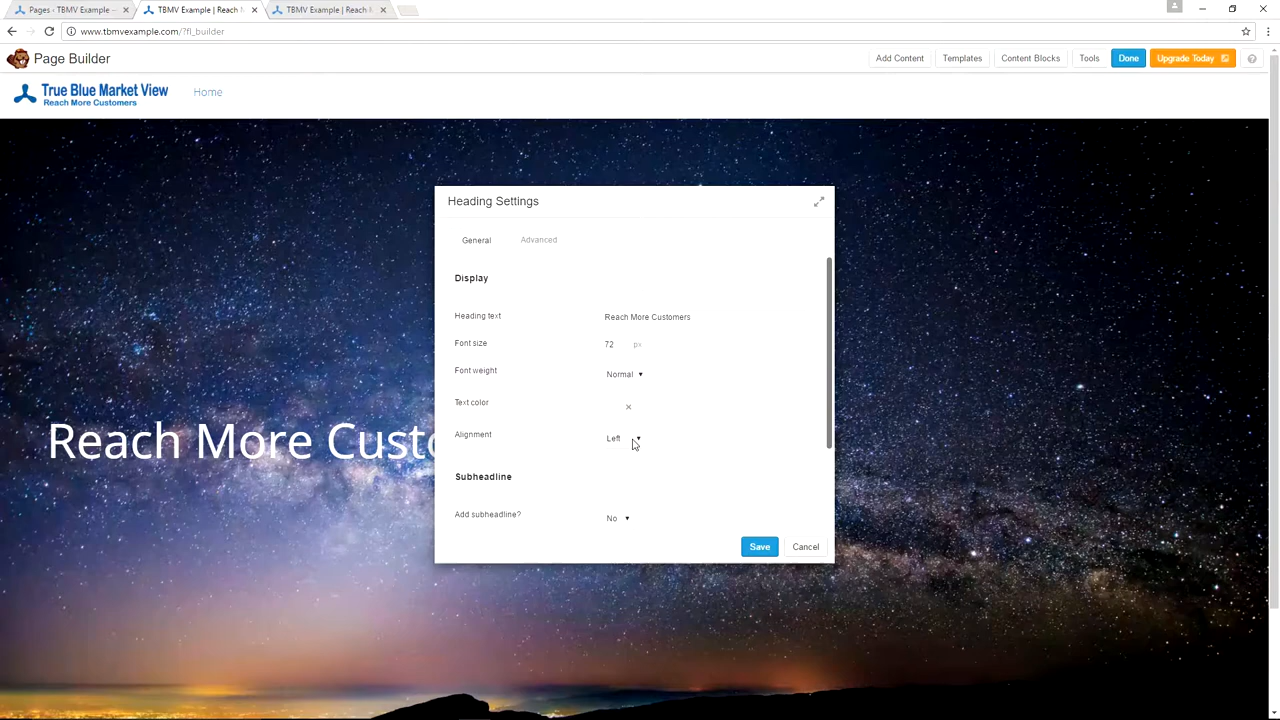 Pages ‹ TBMV Example –
TBMV Example | Reach M
TBMV Example | Reach M
www.tbmvexample.com/?fl_builder
Page Builder
Add Content
Templates
Content Blocks
Tools
Done
Upgrade Today
True Blue Market View
Reach More Customers
Home
Heading Settings
General
Advanced
Display
Heading text
Reach More Customers
Font size
72 px
Font weight
Normal
Text color
Alignment
Left
Reach More Custo
Subheadline
Add subheadline?
No
Save
Cancel